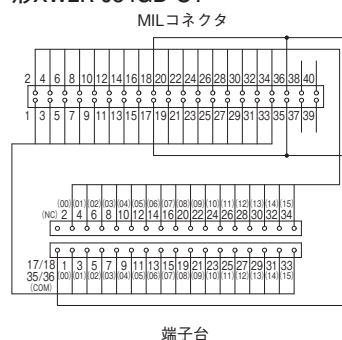 MILコネクタ
2 4 6 8 10 12 14 16 18 20 22 24 26 28 30 32 34 36 38 40
1 3 5 7 9 11 13 15 17 19 21 23 25 27 29 31 33 35 37 39
(00)(01)(02)(03)(04)(05)(06)(07)(08)(09)(10)(11)(12)(13)(14)(15)
(NC) 2 4 6 8 10 12 14 16 20 22 24 26 28 30 32 34
17/18 1 3 5 7 9 11 13 15 19 21 23 25 27 29 31 33
35/36 (00)(01)(02)(03)(04)(05)(06)(07)(08)(09)(10)(11)(12)(13)(14)(15)
(COM)
端子台